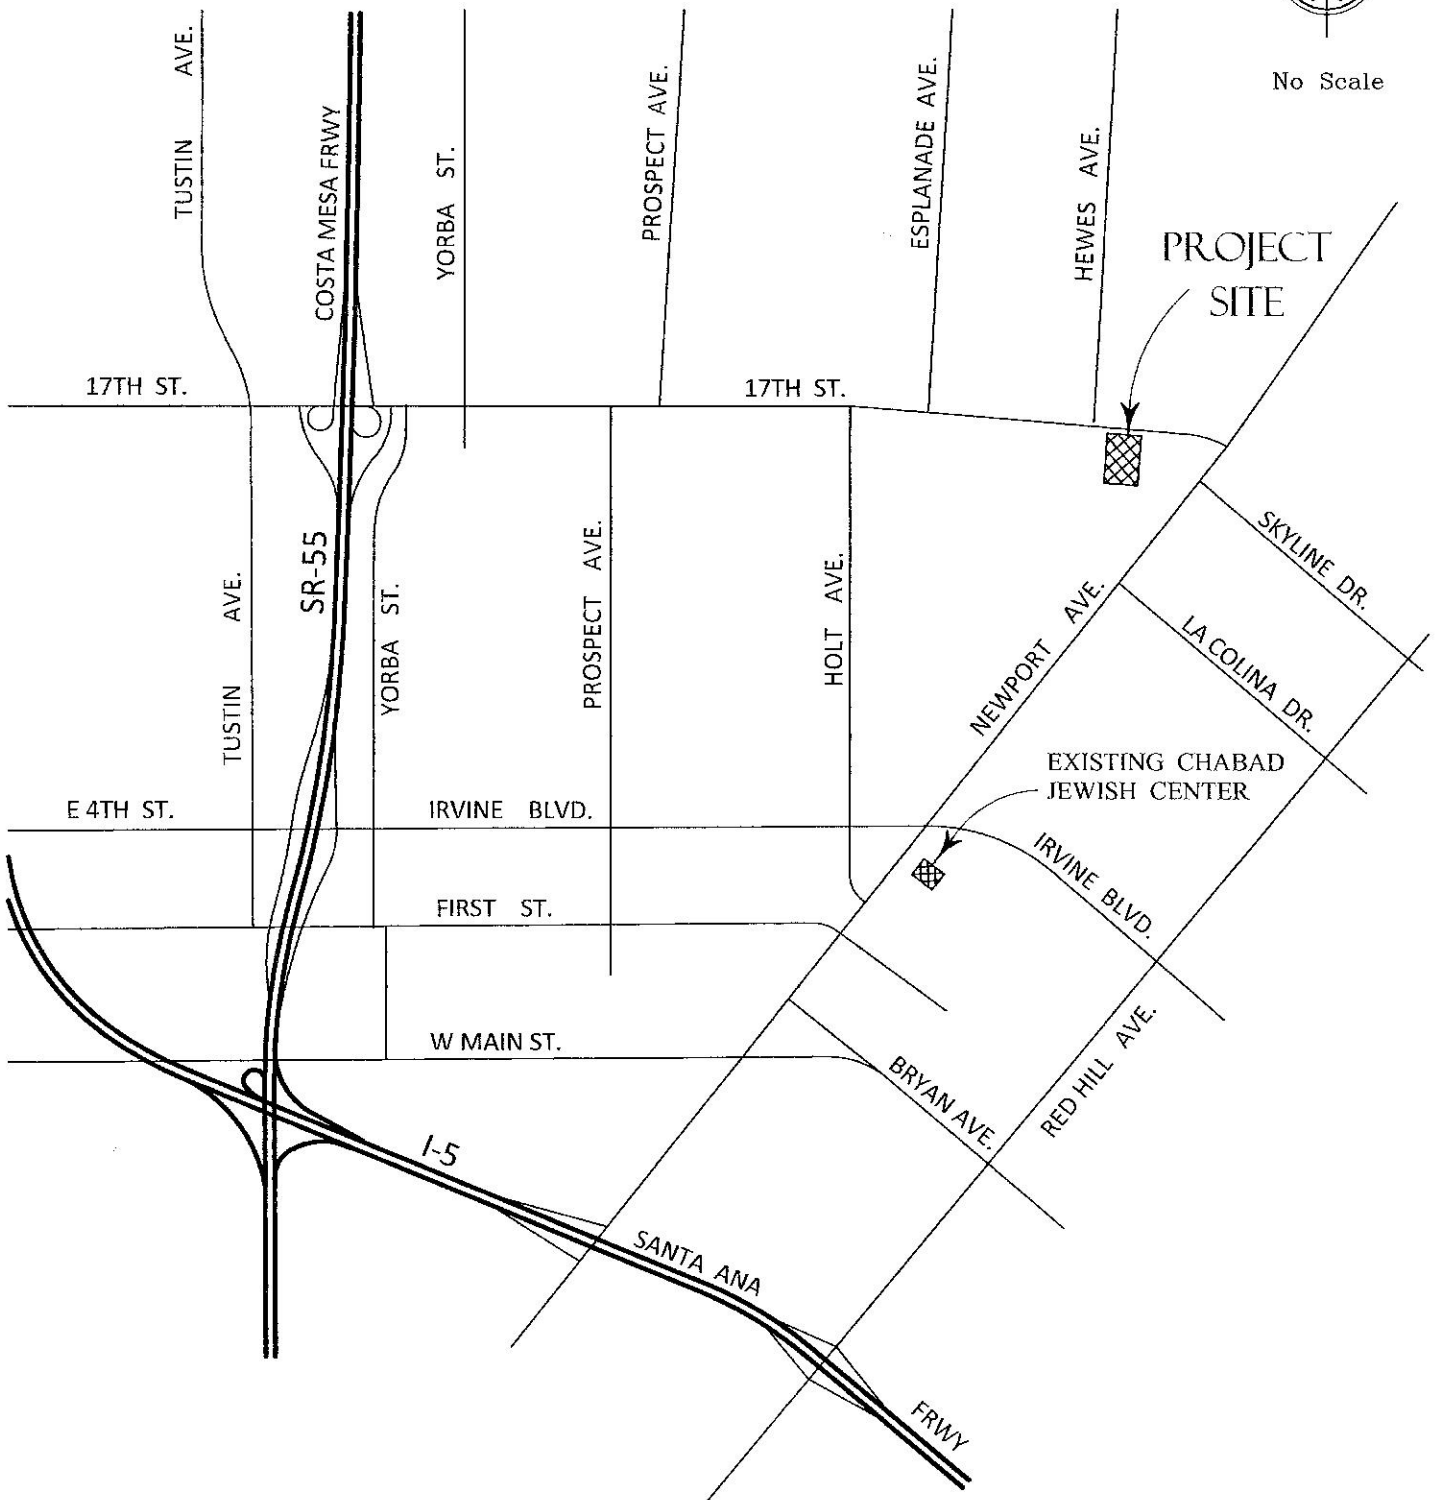 No Scale
TUSTIN AVE.
COSTA MESA FRWY
YORBA ST.
PROSPECT AVE.
ESPLANADE AVE.
HEWES AVE.
PROJECT
SITE
17TH ST.
17TH ST.
SKYLINE DR.
SR-55
TUSTIN AVE.
YORBA ST.
PROSPECT AVE.
HOLT AVE.
NEWPORT AVE.
LA COLINA DR.
EXISTING CHABAD
JEWISH CENTER
E 4TH ST.
IRVINE BLVD.
IRVINE BLVD.
FIRST ST.
W MAIN ST.
BRYAN AVE.
RED HILL AVE.
I-5
SANTA ANA
FRWY